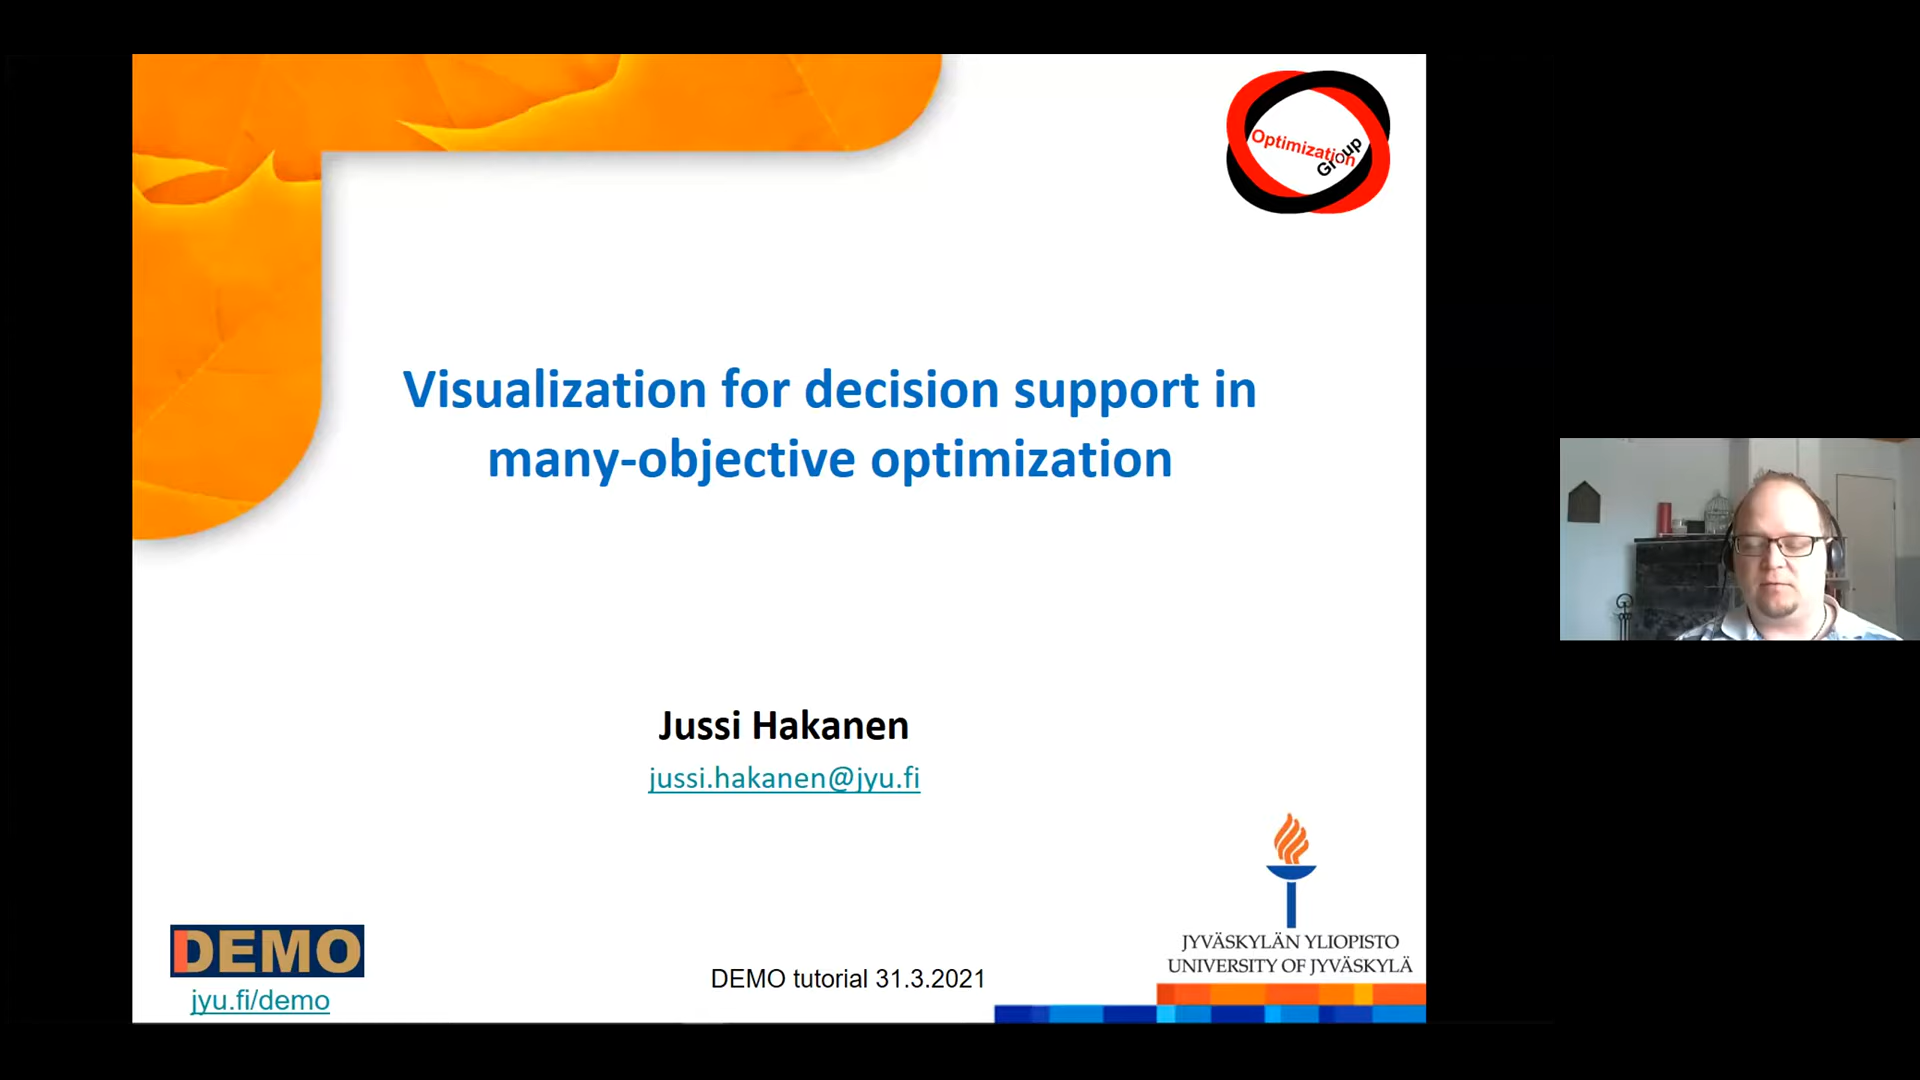 Optimization
Group
Visualization for decision support in
many-objective optimization
Jussi Hakanen
jussi.hakanen@jyu.fi
JYVÄSKYLÄN YLIOPISTO
UNIVERSITY OF JYVÄSKYLÄ
DEMO
jyu.fi/demo
DEMO tutorial 31.3.2021